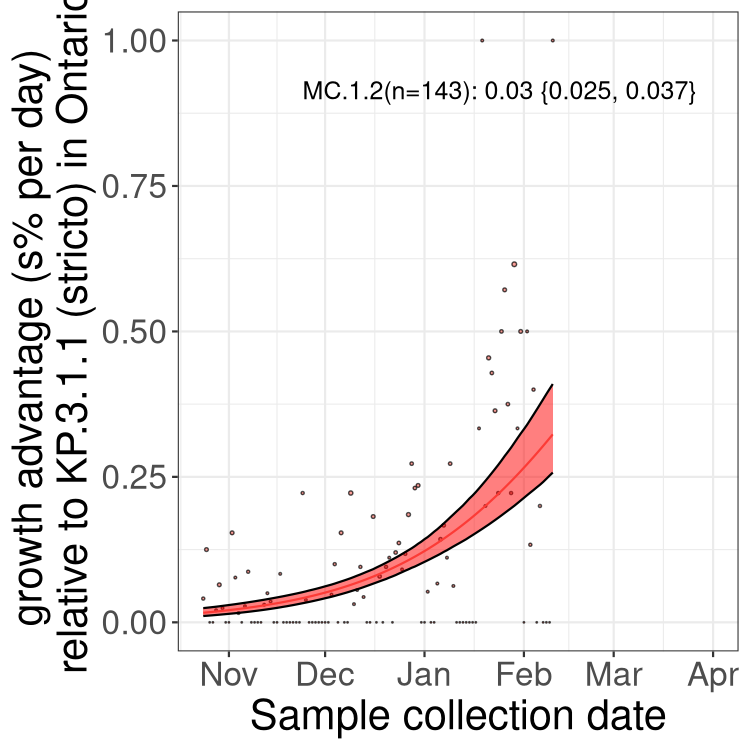 growth advantage (s% per day)
relative to KP.3.1.1 (stricto) in Ontario
1.00
MC.1.2(n=143): 0.03 {0.025, 0.037}
0.75
0.50
0.25
0.00
Nov Dec Jan Feb Mar Apr
Sample collection date